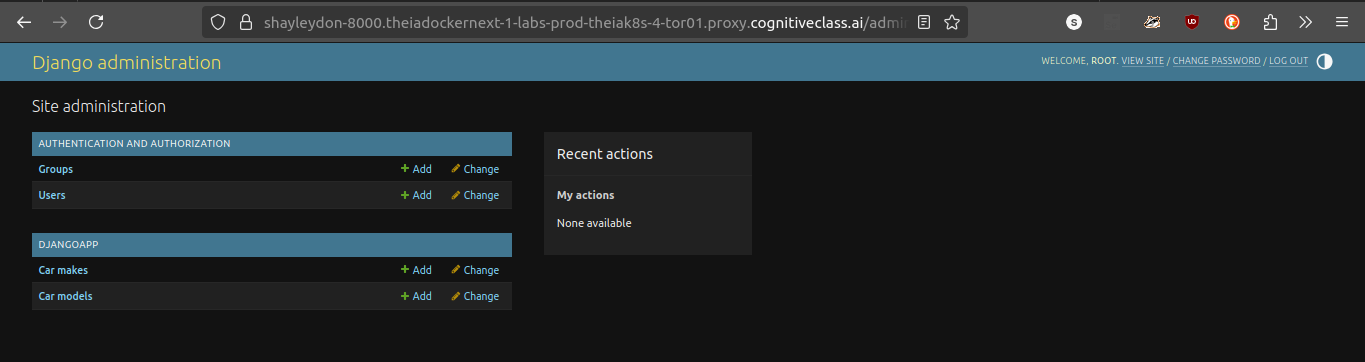 shayleydon-8000.theiadockernext-1-labs-prod-theiak8s-4-tor01.proxy.cognitiveclass.ai/admi
S
Django administration
WELCOME, ROOT. VIEW SITE / CHANGE PASSWORD / LOG OUT
Site administration
AUTHENTICATION AND AUTHORIZATION
Groups + Add Change
Users + Add Change
DJANGOAPP
Car makes + Add Change
Car models + Add Change
Recent actions
My actions
None available